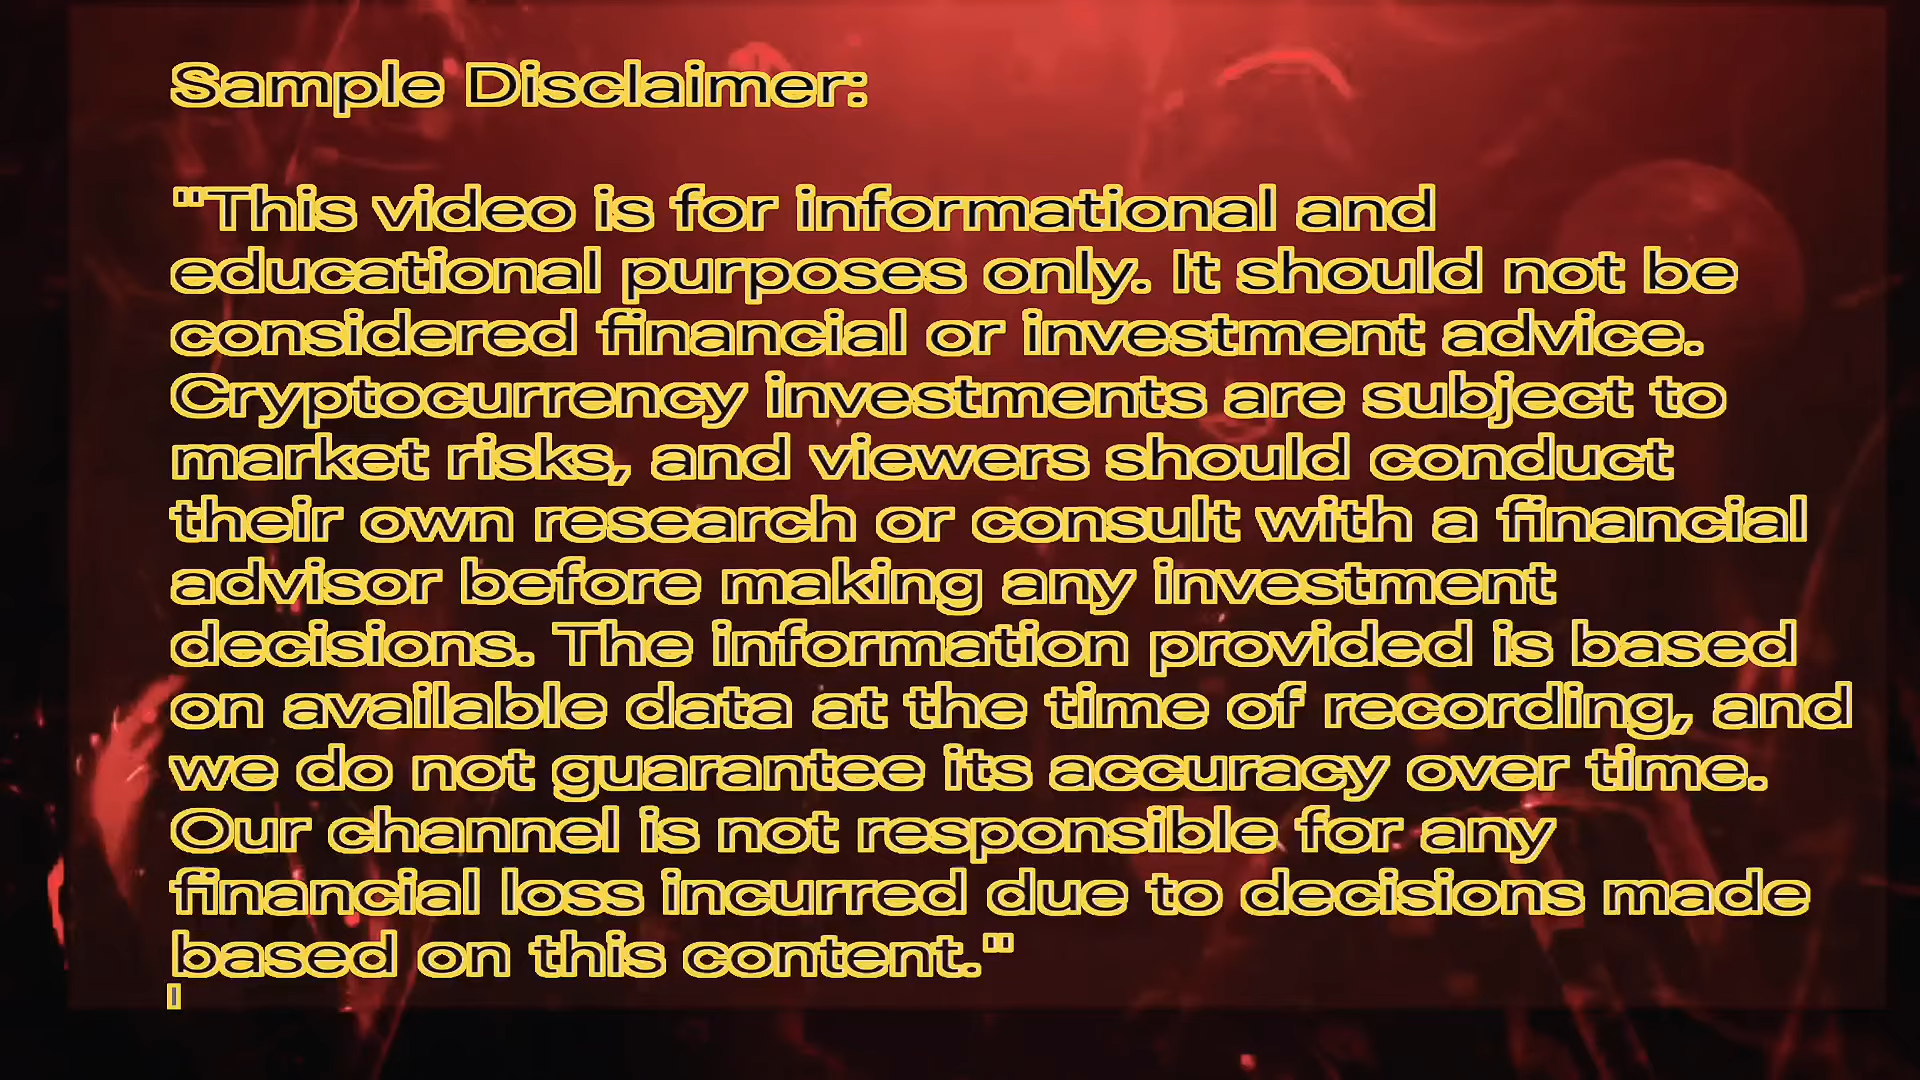 Sample Disclaimer:
"This video is for informational and
educational purposes only. It should not be
considered financial or investment advice.
Cryptocurrency investments are subject to
market risks, and viewers should conduct
their own research or consult with a financial
advisor before making any investment
decisions. The information provided is based
on available data at the time of recording, and
we do not guarantee its accuracy over time.
Our channel is not responsible for any
financial loss incurred due to decisions made
based on this content."